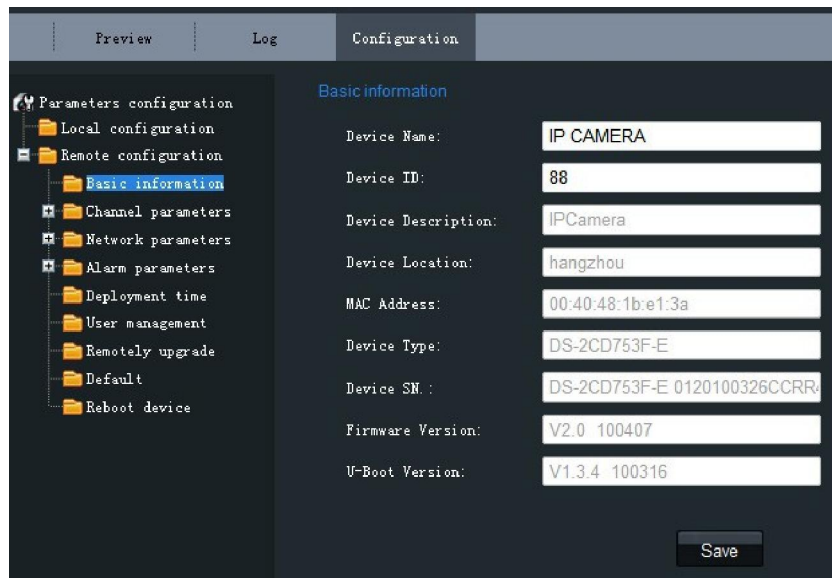 Preview Log Configuration
Parameters configuration
Local configuration
Remote configuration
Basic information
Channel parameters
Network parameters
Alarm parameters
Deployment time
User management
Remotely upgrade
Default
Reboot device
Basic information
Device Name: IP CAMERA
Device ID: 88
Device Description: IPCamera
Device Location: hangzhou
MAC Address: 00:40:48:1b:e1:3a
Device Type: DS-2CD753F-E
Device SN.: DS-2CD753F-E 0120100326CCRR
Firmware Version: V2.0 100407
U-Boot Version: V1.3.4 100316
Save